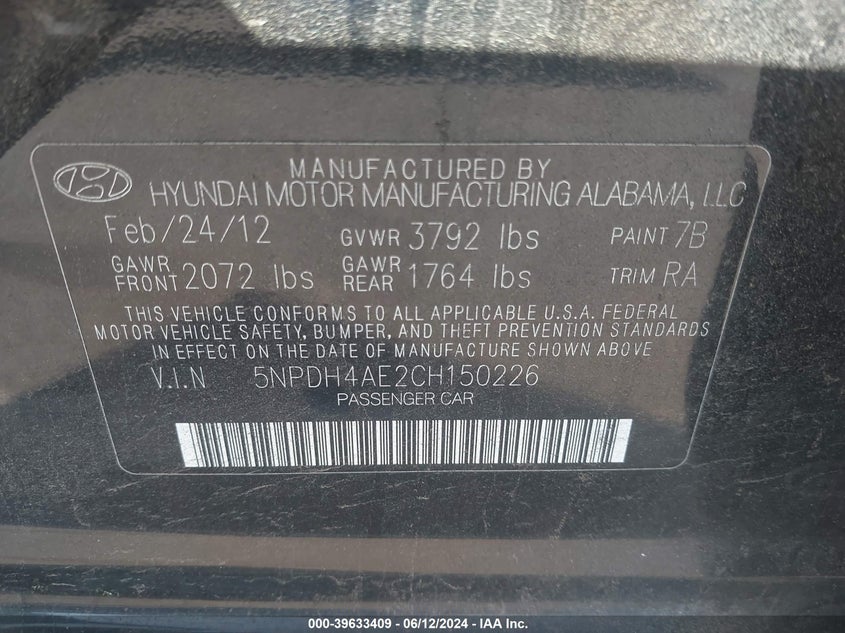 MANUFACTURED BY
HYUNDAI MOTOR MANUFACTURING ALABAMA, LLC
Feb/24/12 GVWR 3792 lbs PAINT 7B
GAWR FRONT 2072 lbs GAWR REAR 1764 lbs TRIM RA
THIS VEHICLE CONFORMS TO ALL APPLICABLE U.S.A. FEDERAL
MOTOR VEHICLE SAFETY, BUMPER, AND THEFT PREVENTION STANDARDS
IN EFFECT ON THE DATE OF MANUFACTURE SHOWN ABOVE
V.I.N 5NPDH4AE2CH150226
PASSENGER CAR
000-39633409 - 06/12/2024 - IAA Inc.